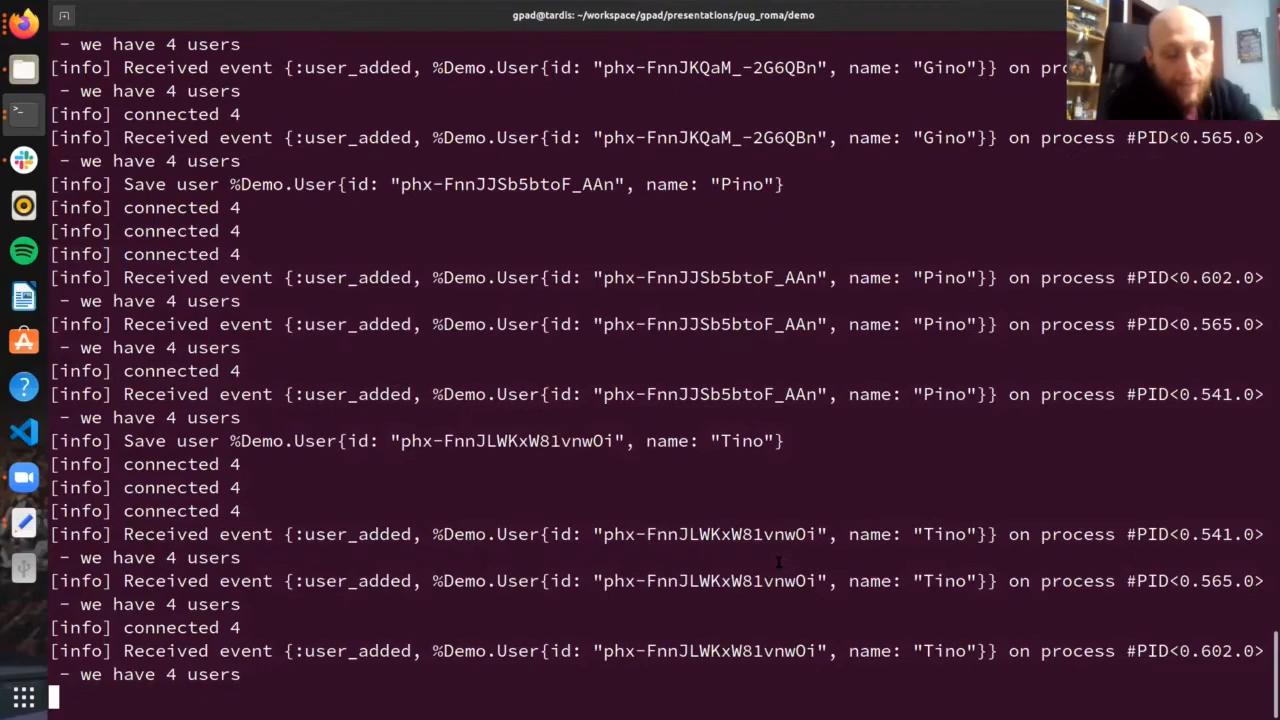 gpad@tardis: ~/workspace/gpad/presentations/pug_roma/demo
- we have 4 users
[info] Received event {:user_added, %Demo.User{id: "phx-FnnJKQaM_-2G6QBn", name: "Gino"}} on pro
- we have 4 users
[info] connected 4
[info] Received event {:user_added, %Demo.User{id: "phx-FnnJKQaM_-2G6QBn", name: "Gino"}} on process #PID<0.565.0>
- we have 4 users
[info] Save user %Demo.User{id: "phx-FnnJJSb5btoF_AAn", name: "Pino"}
[info] connected 4
[info] connected 4
[info] connected 4
[info] Received event {:user_added, %Demo.User{id: "phx-FnnJJSb5btoF_AAn", name: "Pino"}} on process #PID<0.602.0>
- we have 4 users
[info] Received event {:user_added, %Demo.User{id: "phx-FnnJJSb5btoF_AAn", name: "Pino"}} on process #PID<0.565.0>
- we have 4 users
[info] connected 4
[info] Received event {:user_added, %Demo.User{id: "phx-FnnJJSb5btoF_AAn", name: "Pino"}} on process #PID<0.541.0>
- we have 4 users
[info] Save user %Demo.User{id: "phx-FnnJLWKxW81vnwOi", name: "Tino"}
[info] connected 4
[info] connected 4
[info] connected 4
[info] Received event {:user_added, %Demo.User{id: "phx-FnnJLWKxW81vnwOi", name: "Tino"}} on process #PID<0.541.0>
- we have 4 users
[info] Received event {:user_added, %Demo.User{id: "phx-FnnJLWKxW81vnwOi", name: "Tino"}} on process #PID<0.565.0>
- we have 4 users
[info] connected 4
[info] Received event {:user_added, %Demo.User{id: "phx-FnnJLWKxW81vnwOi", name: "Tino"}} on process #PID<0.602.0>
- we have 4 users